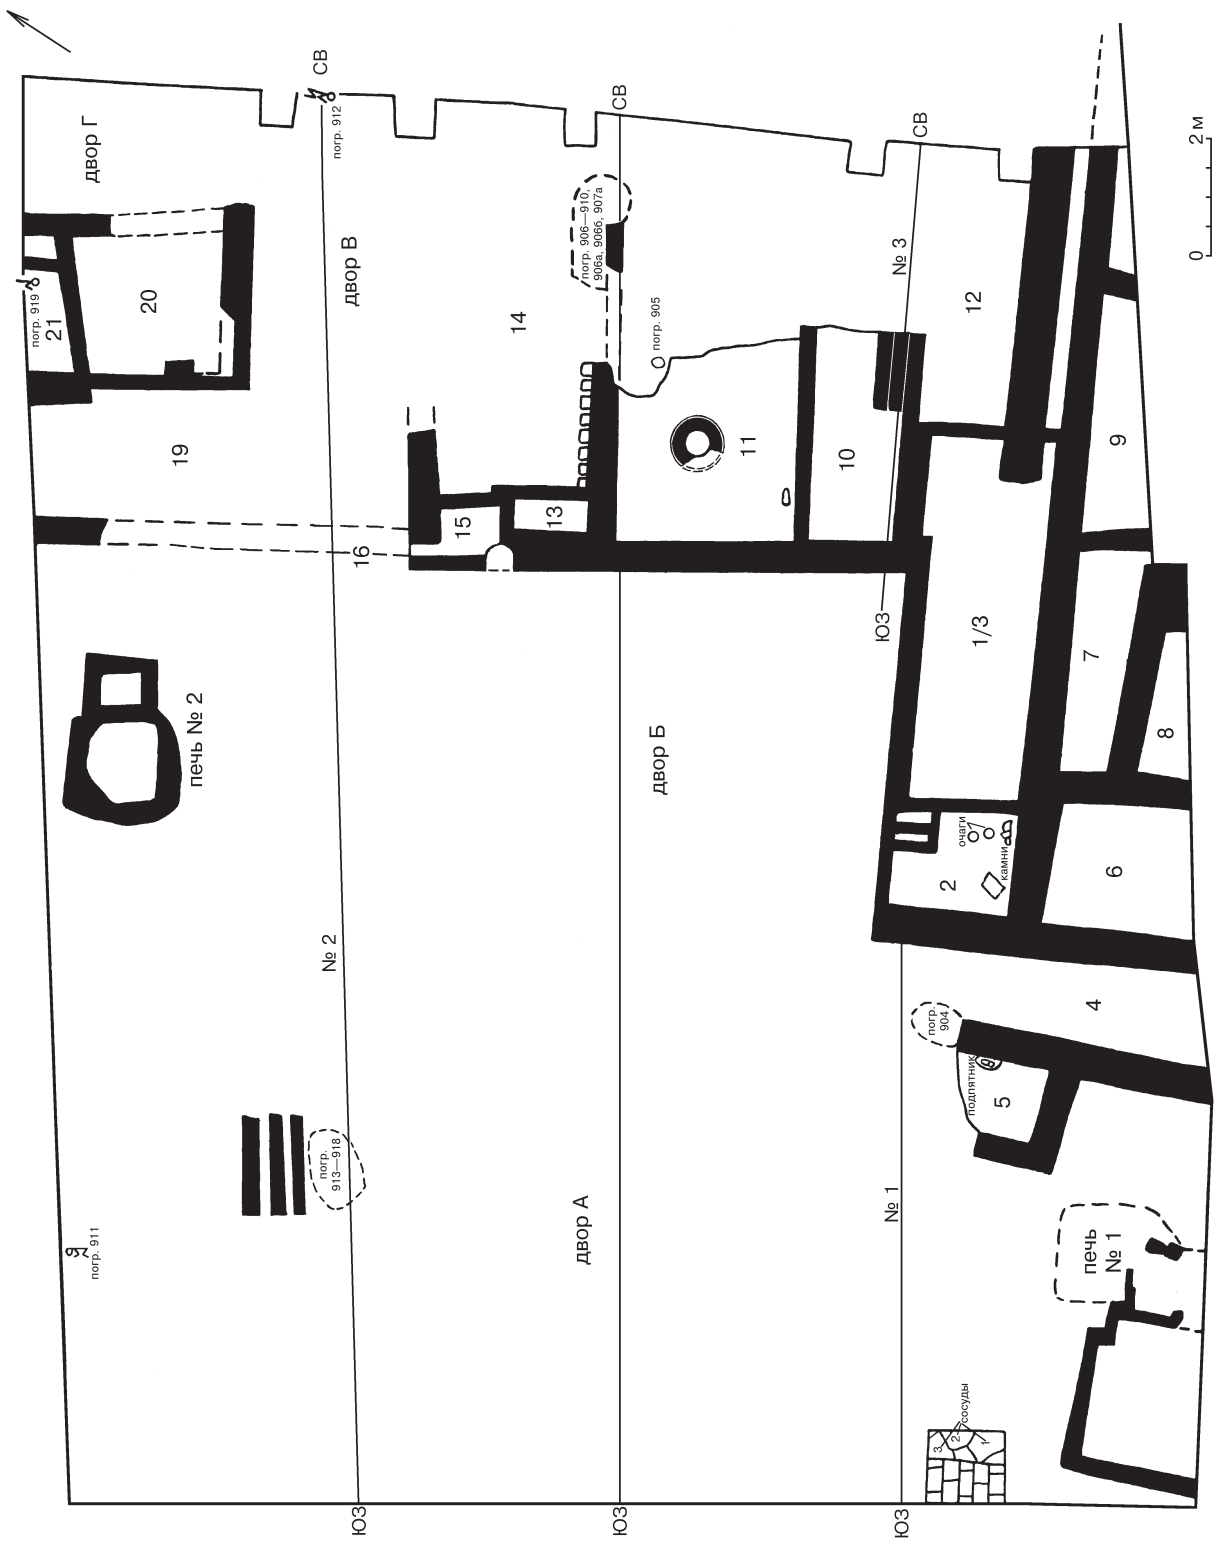 двор Г
СВ
погр. 912
СВ
СВ
2 м
0
погр. 919
21
20
двор В
погр. 906—910,
906а, 906б, 907а
№ 3
14
погр. 905
12
19
16
15
13
11
10
9
ЮЗ
1/3
7
8
печь № 2
двор Б
2
очаги
камни
6
№ 2
погр.
904
4
подпятник
5
погр.
913—918
погр. 911
двор А
№ 1
печь
№ 1
3
2
1
сосуды
ЮЗ
ЮЗ
ЮЗ